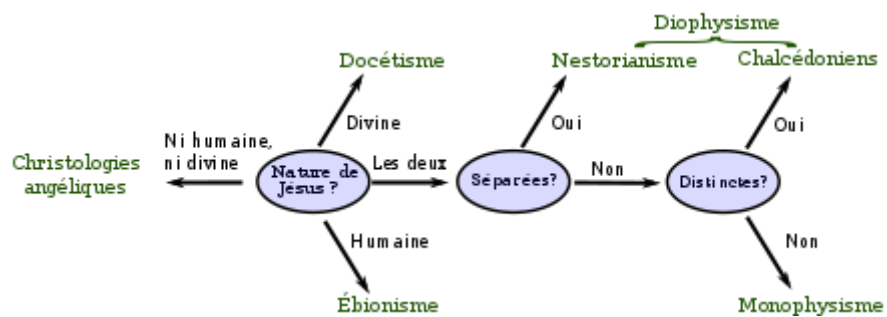 Diophysisme
Docétisme
Nestorianisme
Chalcédoniens
Divine
Oui
Oui
Ni humaine,
ni divine
Christologies
angéliques
Nature de
Jésus ?
Les deux
Séparées?
Non
Distinctes?
Humaine
Non
Ébionisme
Monophysisme